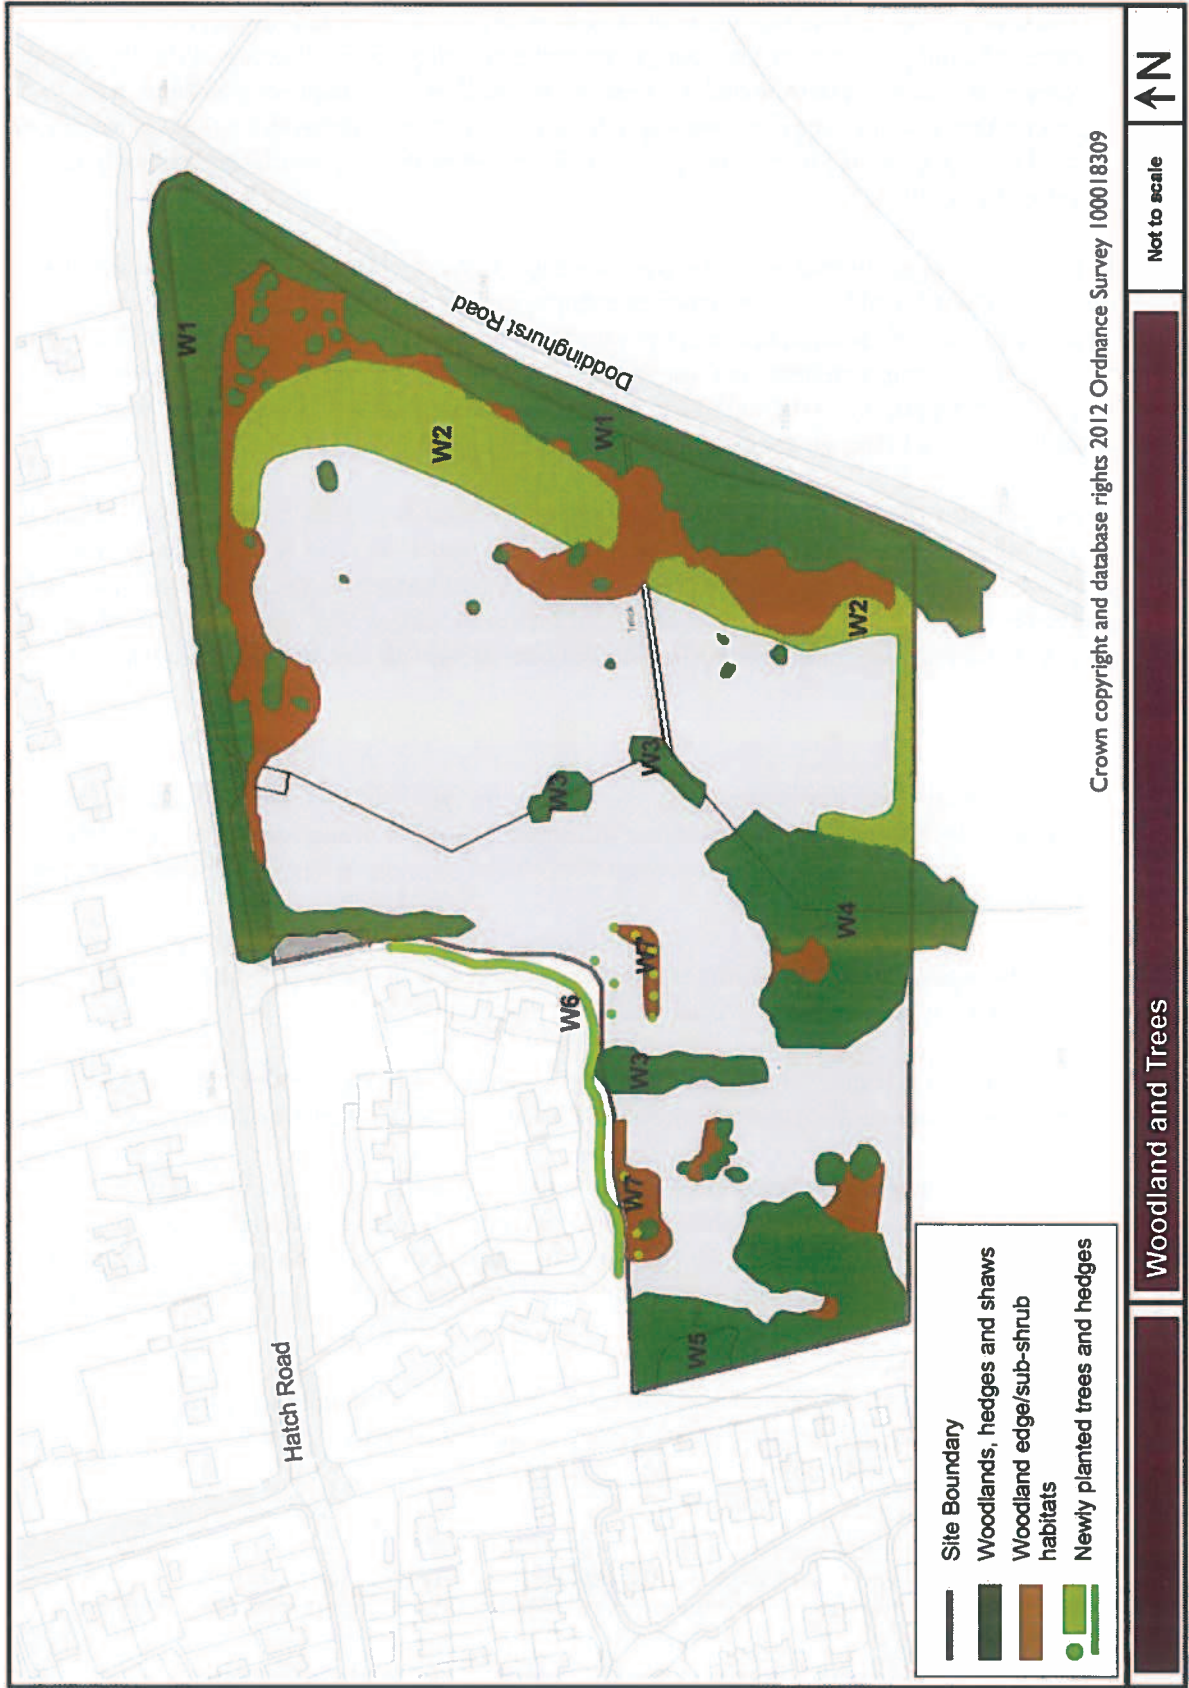 Hatch Road
Doddinghurst Road
W1
W2
W1
W2
W3
W3
W3
W4
W5
W6
W7
W7
Track
Site Boundary
Woodlands, hedges and shaws
Woodland edge/sub-shrub
habitats
Newly planted trees and hedges
Crown copyright and database rights 2012 Ordnance Survey 100018309
Woodland and Trees
Not to scale
N